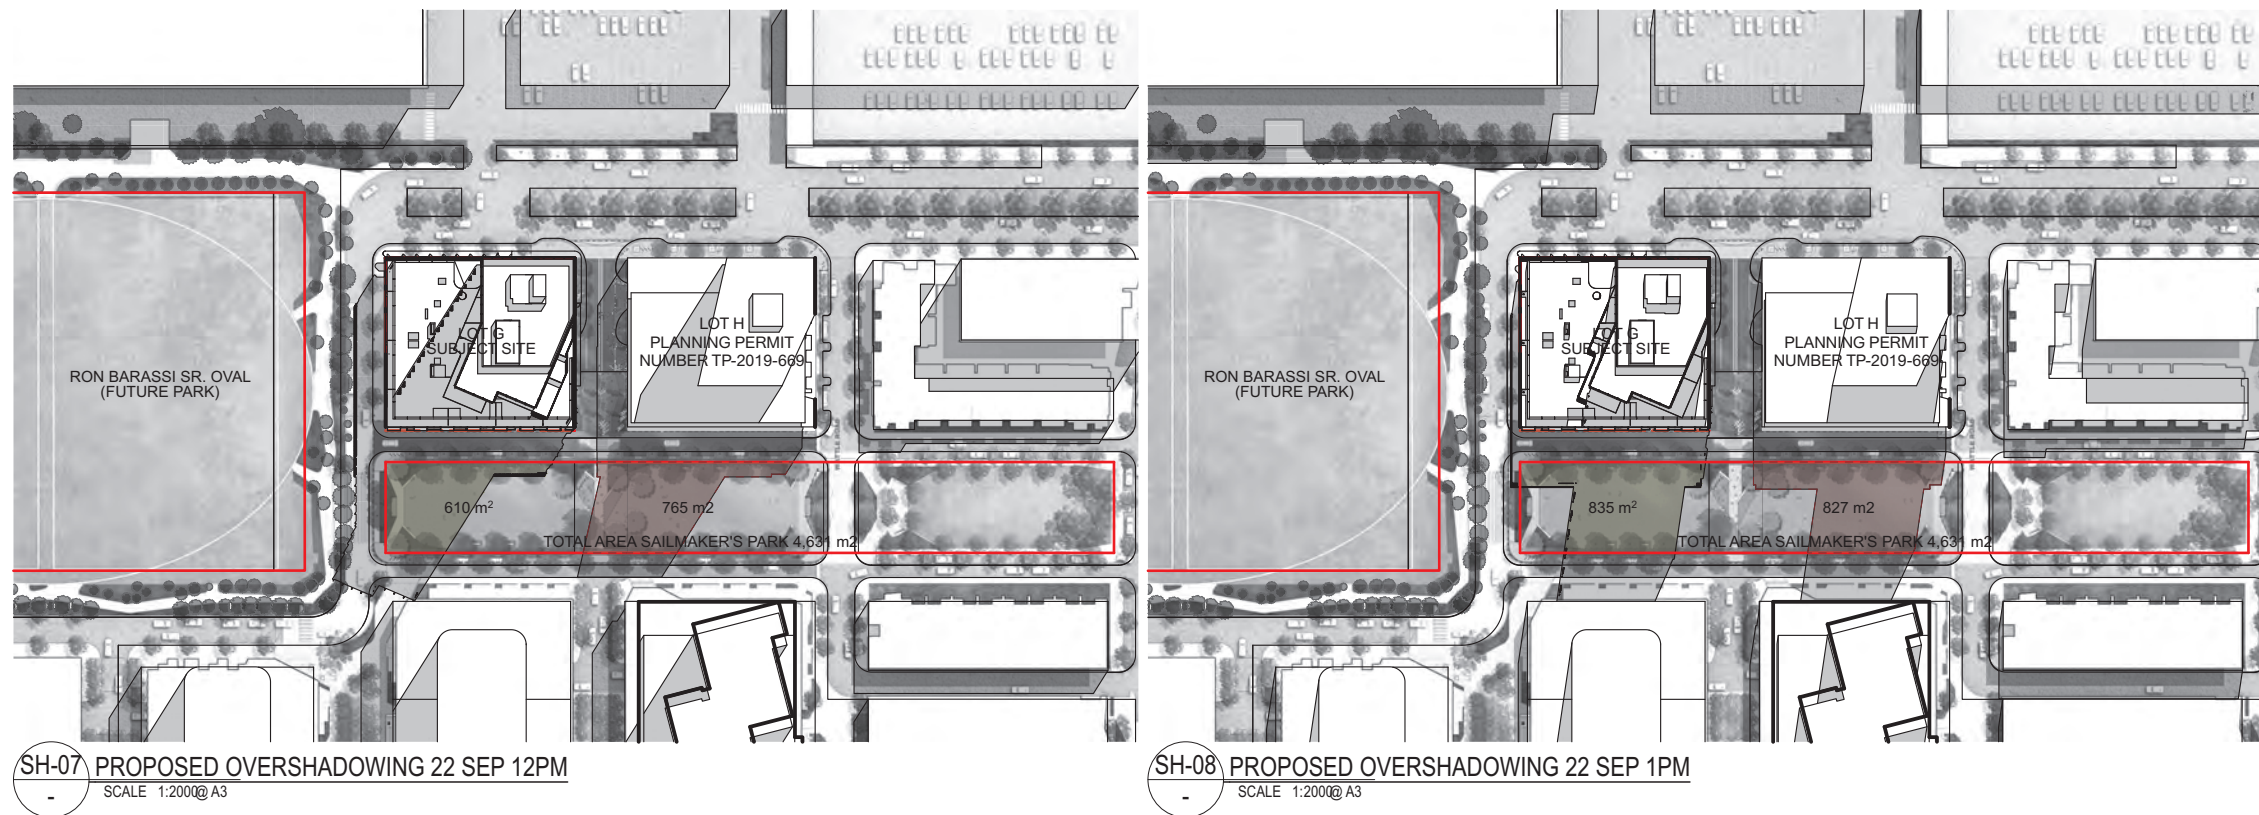 LOT G
SUBJECT SITE
LOT H
PLANNING PERMIT
NUMBER TP-2019-669
RON BARASSI SR. OVAL
(FUTURE PARK)
610 m²
765 m2
TOTAL AREA SAILMAKER'S PARK 4,631 m2
SH-07
-
PROPOSED OVERSHADOWING 22 SEP 12PM
SCALE 1:2000@ A3
LOT G
SUBJECT SITE
LOT H
PLANNING PERMIT
NUMBER TP-2019-669
RON BARASSI SR. OVAL
(FUTURE PARK)
835 m²
827 m2
TOTAL AREA SAILMAKER'S PARK 4,631 m2
SH-08
-
PROPOSED OVERSHADOWING 22 SEP 1PM
SCALE 1:2000@ A3